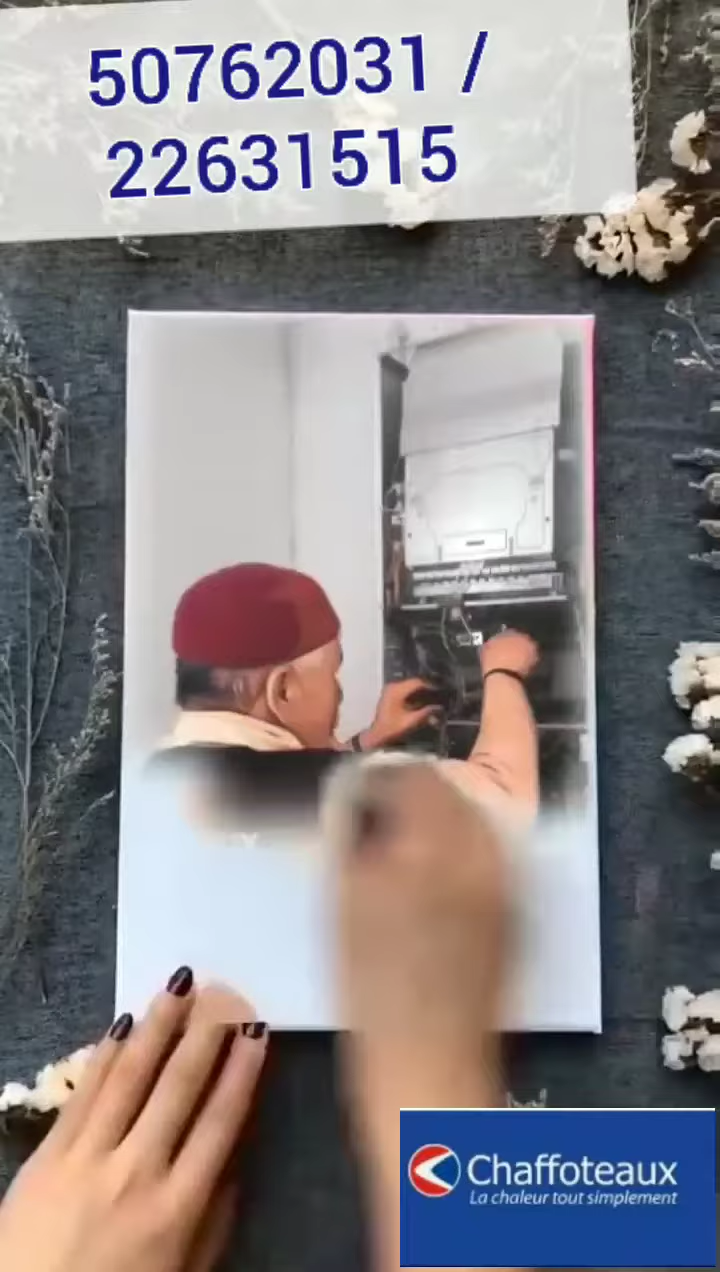 50762031 /
22631515
Chaffoteaux
La chaleur tout simplement